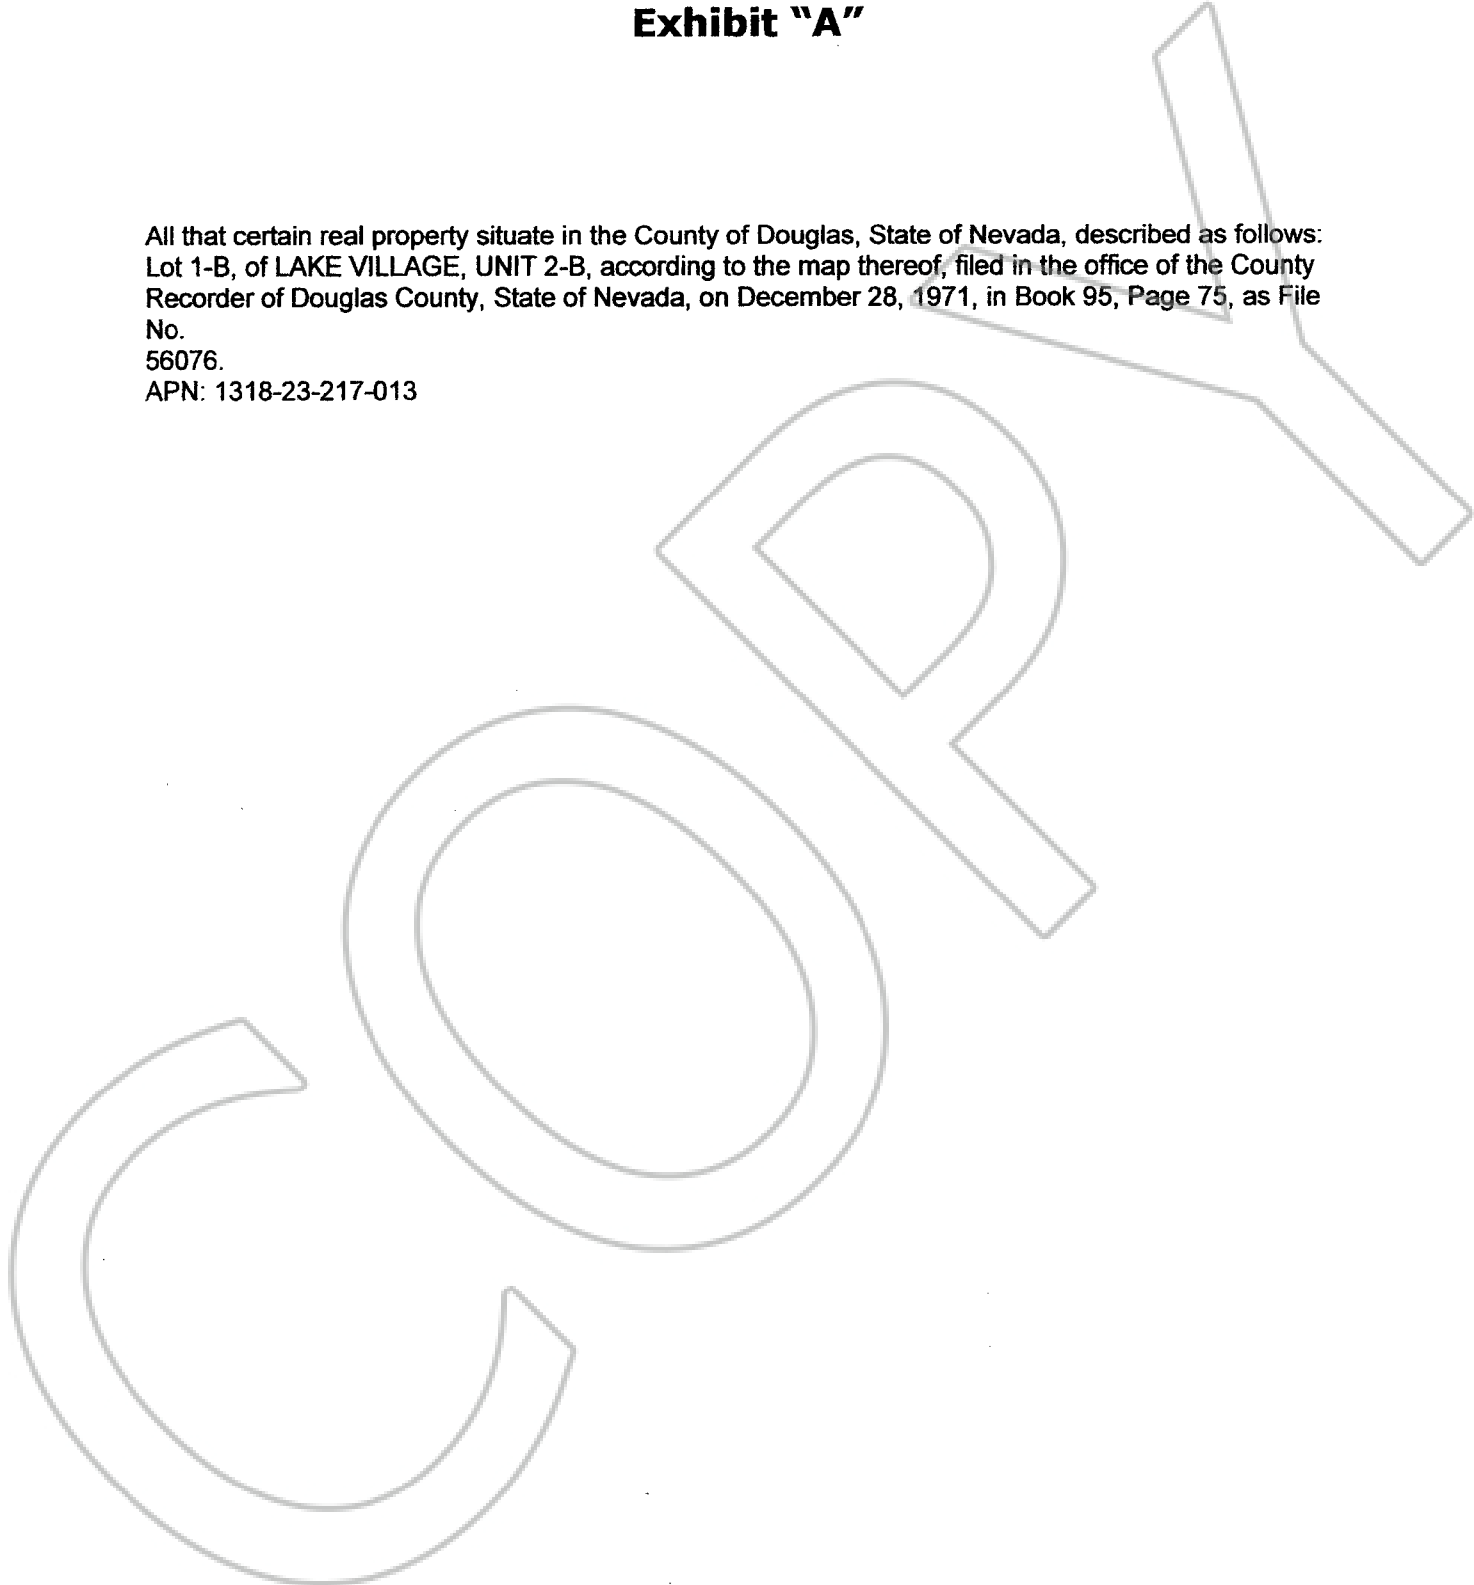 Exhibit “A”
All that certain real property situate in the County of Douglas, State of Nevada, described as follows:
Lot 1-B, of LAKE VILLAGE, UNIT 2-B, according to the map thereof, filed in the office of the County
Recorder of Douglas County, State of Nevada, on December 28, 1971, in Book 95, Page 75, as File
No.
56076.
APN: 1318-23-217-013
COPY